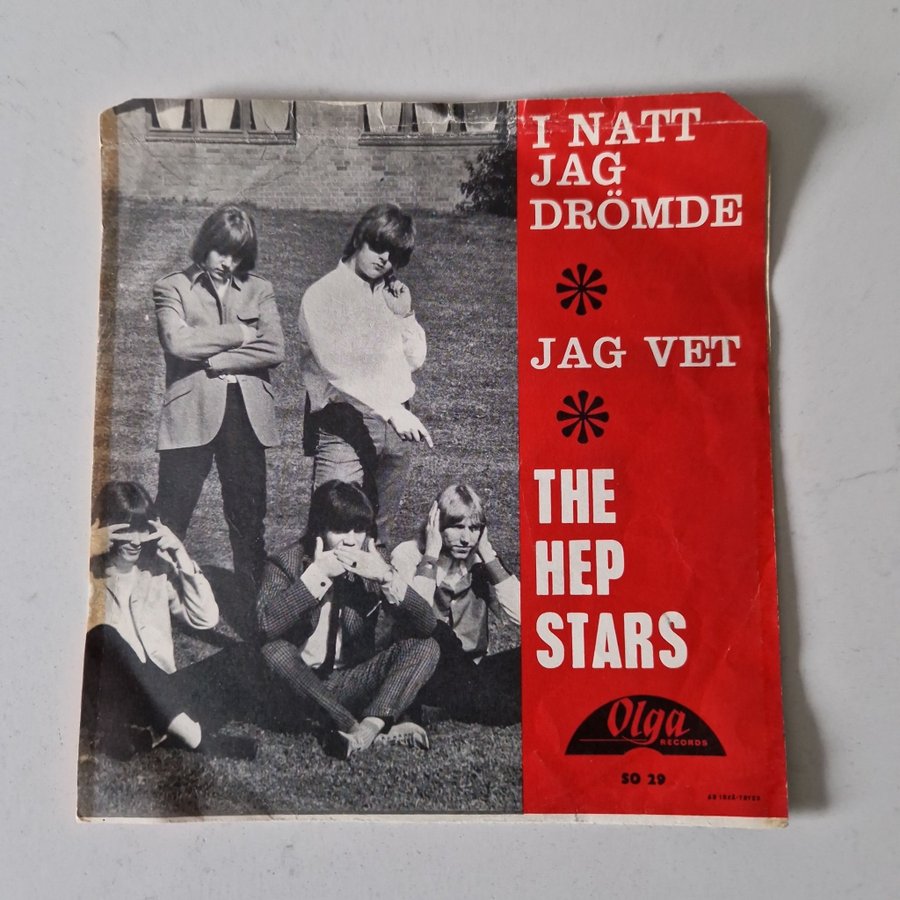 I NATT
JAG
DRÖMDE
JAG VET
THE
HEP
STARS
Olga
RECORDS
SO 29